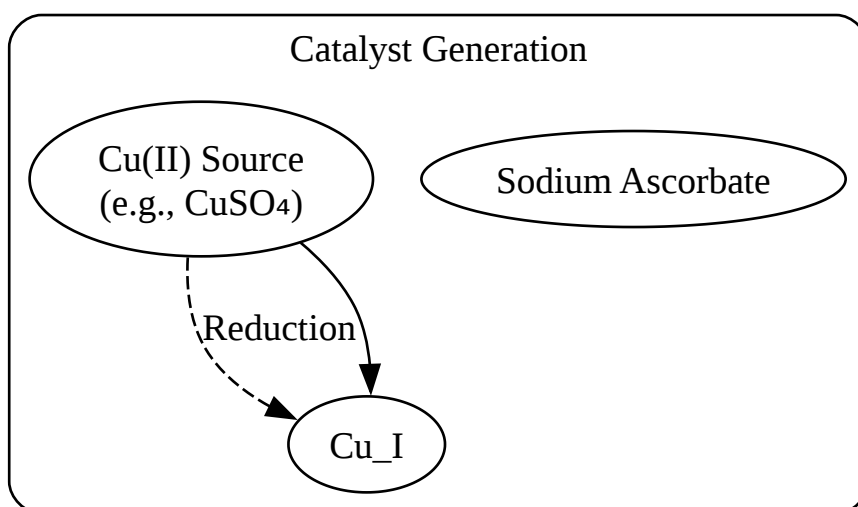 Catalyst Generation
Cu(II) Source
(e.g., CuSO₄)
Sodium Ascorbate
Reduction
Cu_I